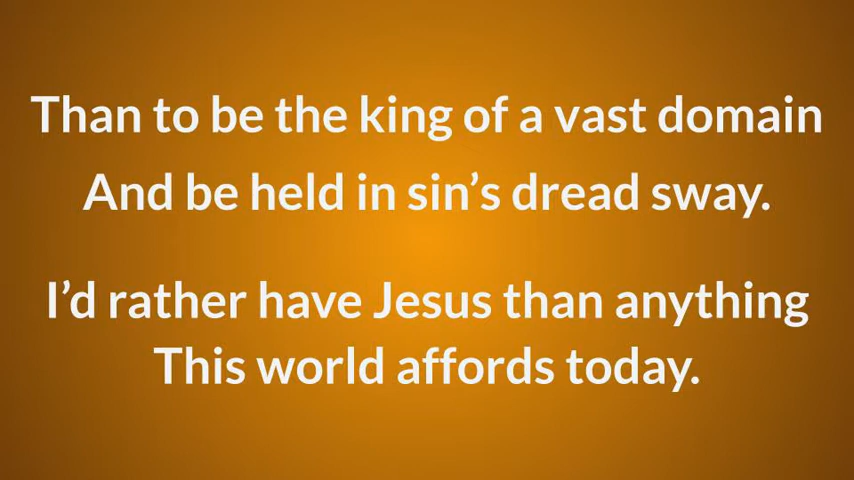 Than to be the king of a vast domain
And be held in sin’s dread sway.
I’d rather have Jesus than anything
This world affords today.